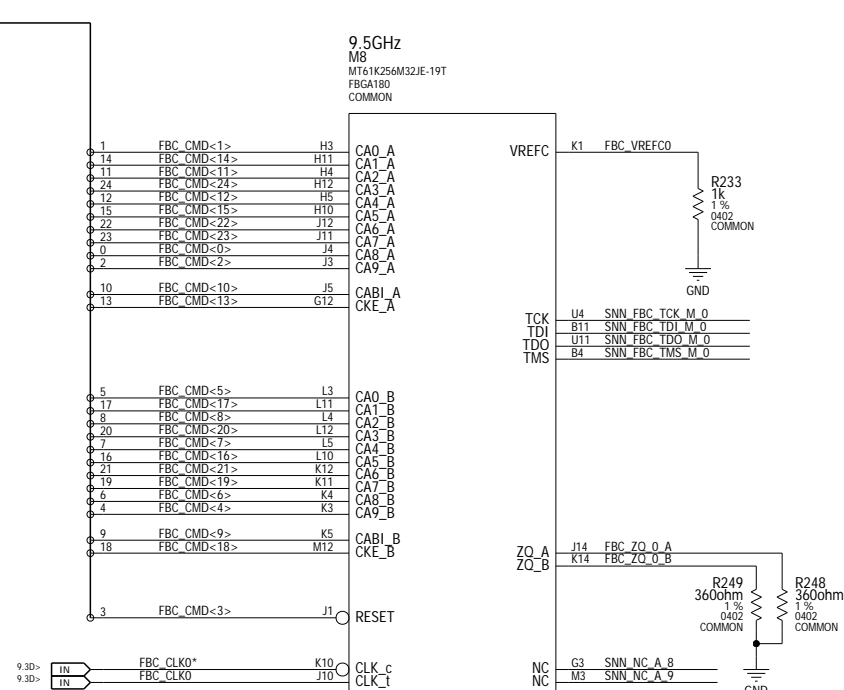 9.5GHz
M8
MT61K256M32JE-19T
FBGA180
COMMON
1 FBC_CMD<1> H3 CA0_A
14 FBC_CMD<14> H11 CA1_A
11 FBC_CMD<11> H4 CA2_A
24 FBC_CMD<24> H12 CA3_A
12 FBC_CMD<12> H5 CA4_A
15 FBC_CMD<15> H10 CA5_A
22 FBC_CMD<22> J12 CA6_A
23 FBC_CMD<23> J11 CA7_A
0 FBC_CMD<0> J4 CA8_A
2 FBC_CMD<2> J3 CA9_A
10 FBC_CMD<10> J5 CABI_A
13 FBC_CMD<13> G12 CKE_A
VREFC K1 FBC_VREFC0
R233
1k
1 %
0402
COMMON
GND
TCK U4 SNN_FBC_TCK_M_0
TDI B11 SNN_FBC_TDI_M_0
TDO U11 SNN_FBC_TDO_M_0
TMS B4 SNN_FBC_TMS_M_0
5 FBC_CMD<5> L3 CA0_B
17 FBC_CMD<17> L11 CA1_B
8 FBC_CMD<8> L4 CA2_B
20 FBC_CMD<20> L12 CA3_B
7 FBC_CMD<7> L5 CA4_B
16 FBC_CMD<16> L10 CA5_B
21 FBC_CMD<21> K12 CA6_B
19 FBC_CMD<19> K11 CA7_B
6 FBC_CMD<6> K4 CA8_B
4 FBC_CMD<4> K3 CA9_B
9 FBC_CMD<9> K5 CABI_B
18 FBC_CMD<18> M12 CKE_B
ZQ_A J14 FBC_ZQ_0_A
ZQ_B K14 FBC_ZQ_0_B
R249
360ohm
1 %
0402
COMMON
R248
360ohm
1 %
0402
COMMON
GND
3 FBC_CMD<3> J1 RESET
9.3D> IN FBC_CLK0* K10 CLK_c
9.3D> IN FBC_CLK0 J10 CLK_t
NC G3 SNN_NC_A_8
NC M3 SNN_NC_A_9